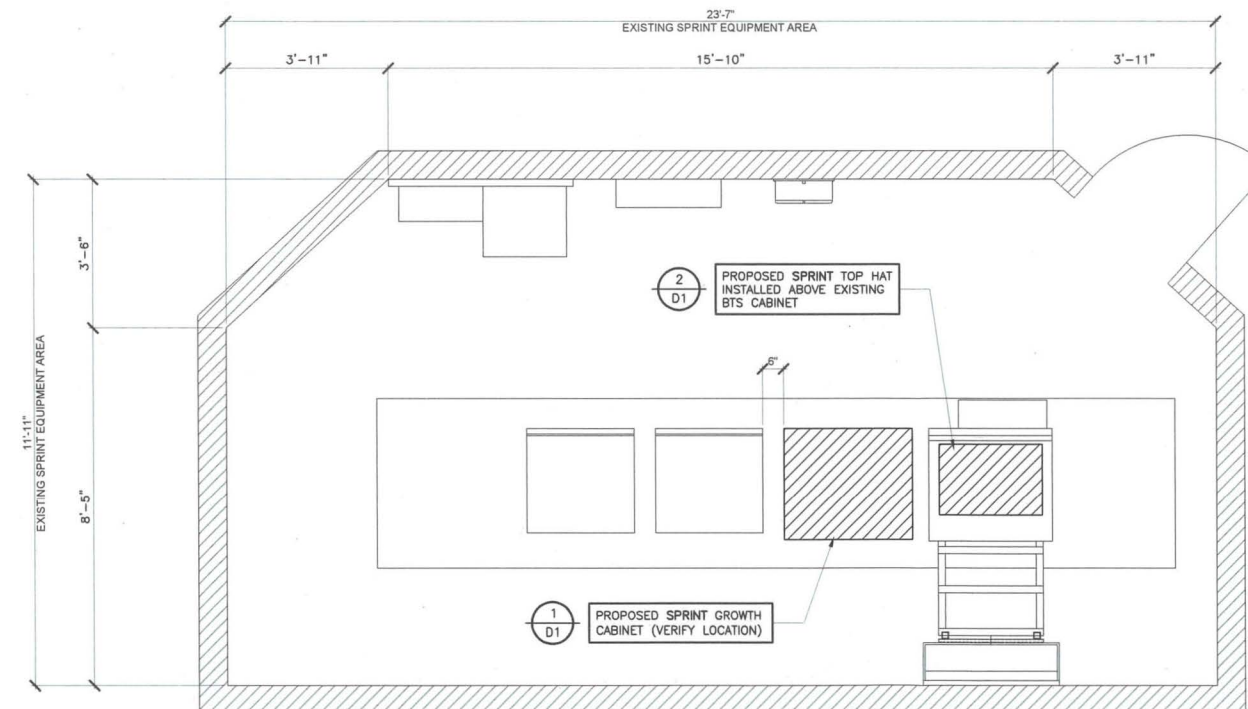 23'-7"
EXISTING SPRINT EQUIPMENT AREA
3'-11"
15'-10"
3'-11"
11'-11"
EXISTING SPRINT EQUIPMENT AREA
3'-6"
8'-5"
2
D1
PROPOSED SPRINT TOP HAT
INSTALLED ABOVE EXISTING
BTS CABINET
6"
1
D1
PROPOSED SPRINT GROWTH
CABINET (VERIFY LOCATION)